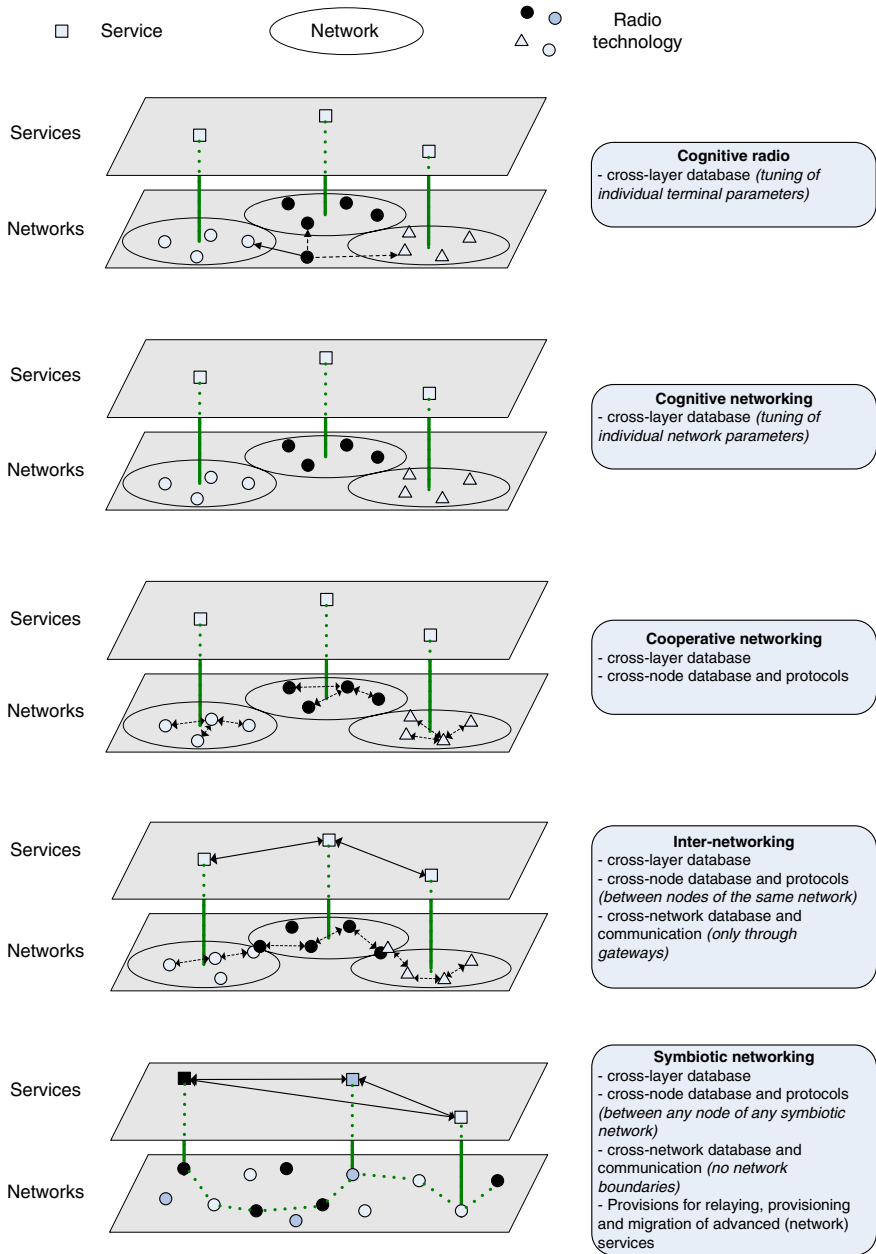 Service
Network
Radio
technology
Services
Networks
Cognitive radio
- cross-layer database (tuning of
individual terminal parameters)
Services
Networks
Cognitive networking
- cross-layer database (tuning of
individual network parameters)
Services
Networks
Cooperative networking
- cross-layer database
- cross-node database and protocols
Services
Networks
Inter-networking
- cross-layer database
- cross-node database and protocols
(between nodes of the same network)
- cross-network database and
communication (only through
gateways)
Services
Networks
Symbiotic networking
- cross-layer database
- cross-node database and protocols
(between any node of any symbiotic
network)
- cross-network database and
communication (no network
boundaries)
- Provisions for relaying, provisioning
and migration of advanced (network)
services